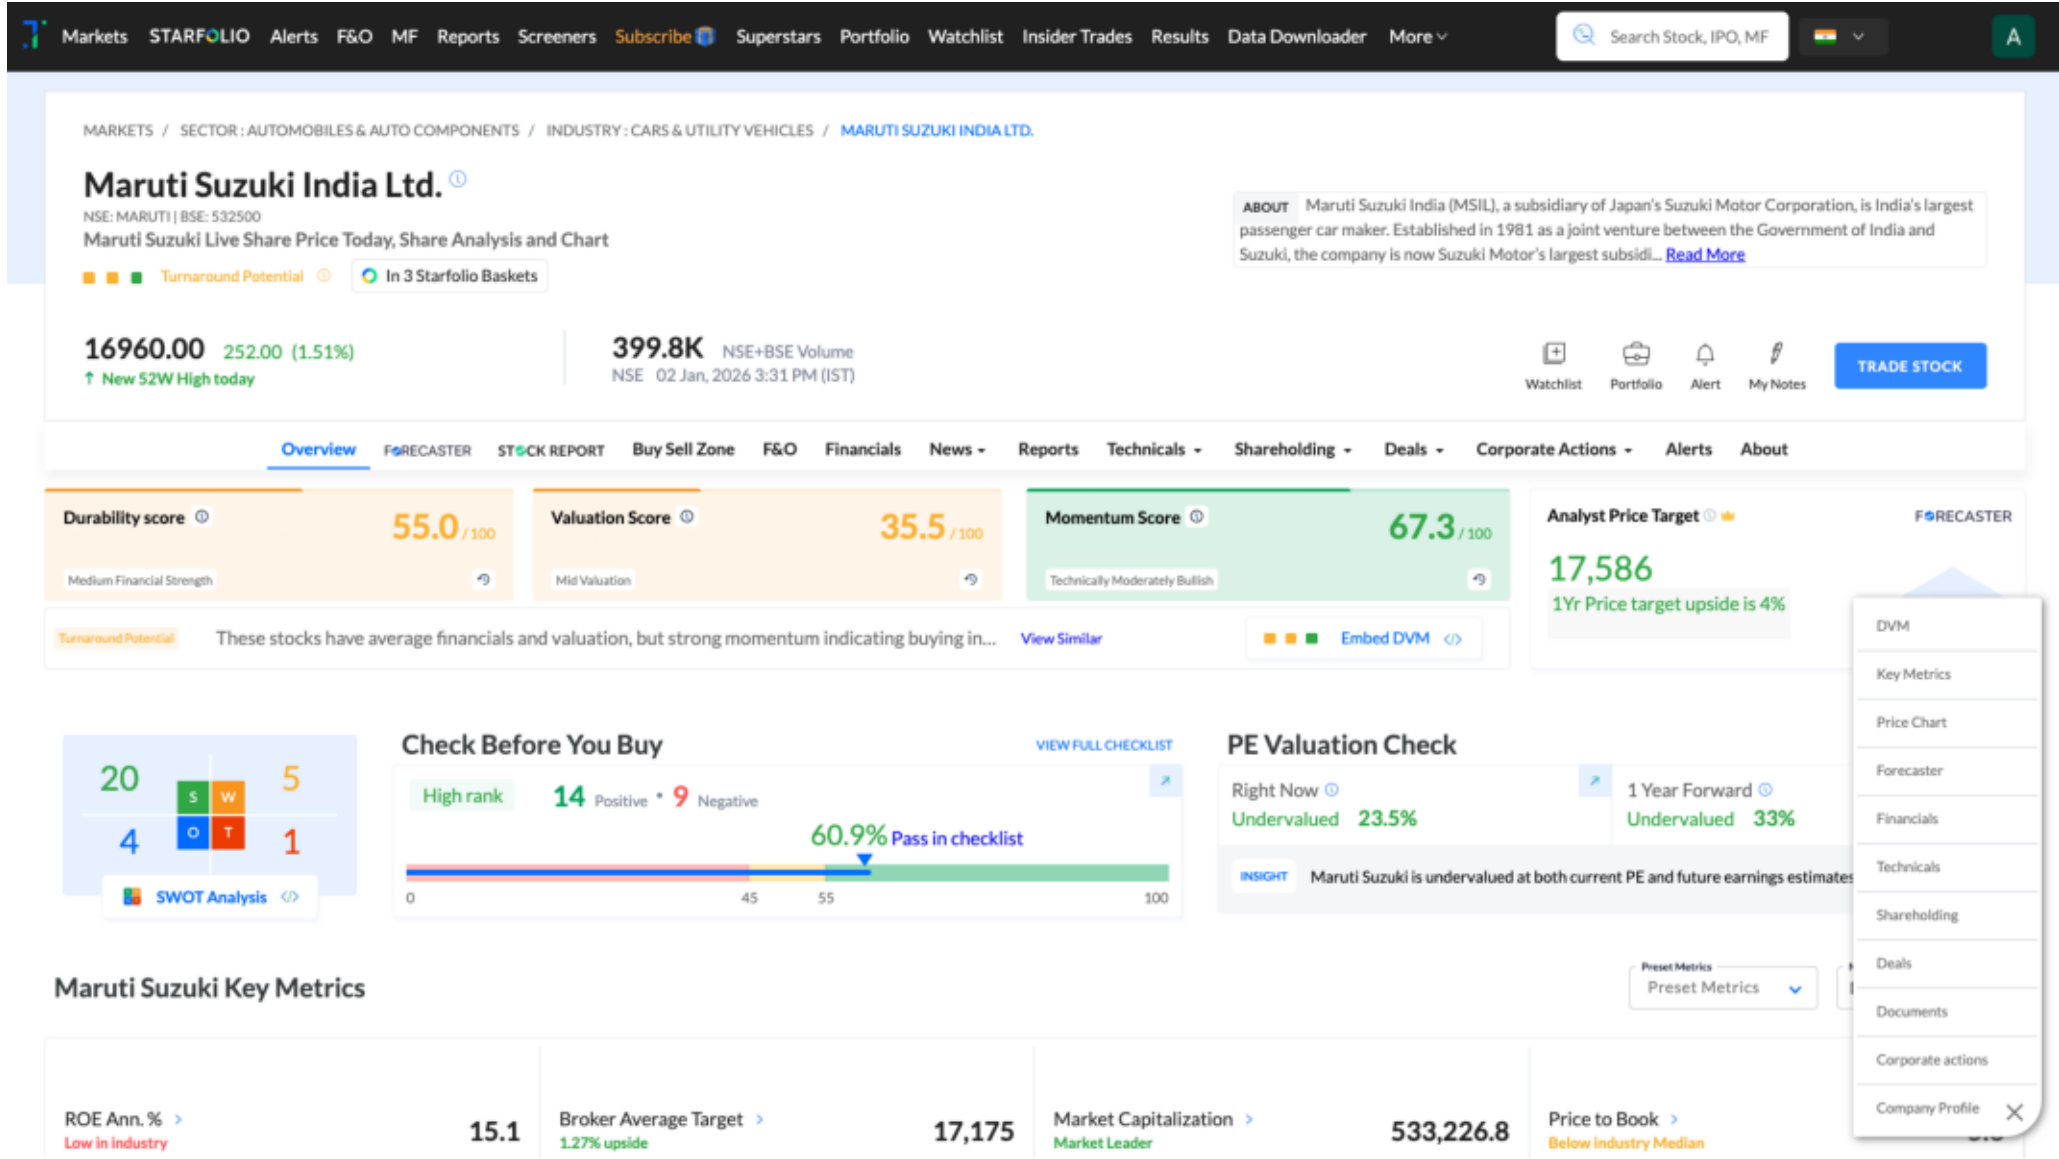 Markets STARFOLIO Alerts F&O MF Reports Screeners Subscribe Superstars Portfolio Watchlist Insider Trades Results Data Downloader More Search Stock, IPO, MF A
MARKETS / SECTOR : AUTOMOBILES & AUTO COMPONENTS / INDUSTRY : CARS & UTILITY VEHICLES / MARUTI SUZUKI INDIA LTD.
Maruti Suzuki India Ltd.
NSE: MARUTI | BSE: 532500
Maruti Suzuki Live Share Price Today, Share Analysis and Chart
Turnaround Potential In 3 Starfolio Baskets
ABOUT Maruti Suzuki India (MSIL), a subsidiary of Japan's Suzuki Motor Corporation, is India's largest
passenger car maker. Established in 1981 as a joint venture between the Government of India and
Suzuki, the company is now Suzuki Motor's largest subsidi... Read More
16960.00 252.00 (1.51%)
↑ New 52W High today
399.8K NSE+BSE Volume
NSE 02 Jan, 2026 3:31 PM (IST)
Watchlist Portfolio Alert My Notes TRADE STOCK
Overview FORECASTER STOCK REPORT Buy Sell Zone F&O Financials News Reports Technicals Shareholding Deals Corporate Actions Alerts About
Durability score 55.0 / 100
Medium Financial Strength
Valuation Score 35.5 / 100
Mid Valuation
Momentum Score 67.3 / 100
Technically Moderately Bullish
Analyst Price Target FORECASTER
17,586
1Yr Price target upside is 4%
Turnaround Potential These stocks have average financials and valuation, but strong momentum indicating buying in... View Similar Embed DVM </>
20 S W 5
4 O T 1
SWOT Analysis </>
Check Before You Buy VIEW FULL CHECKLIST
High rank 14 Positive * 9 Negative
60.9% Pass in checklist
0 45 55 100
PE Valuation Check
Right Now
Undervalued 23.5%
1 Year Forward
Undervalued 33%
INSIGHT Maruti Suzuki is undervalued at both current PE and future earnings estimates
Maruti Suzuki Key Metrics
Preset Metrics
Preset Metrics
ROE Ann. % > 15.1
Low in industry
Broker Average Target > 17,175
1.27% upside
Market Capitalization > 533,226.8
Market Leader
Price to Book >
Below industry Median
DVM
Key Metrics
Price Chart
Forecaster
Financials
Technicals
Shareholding
Deals
Documents
Corporate actions
Company Profile